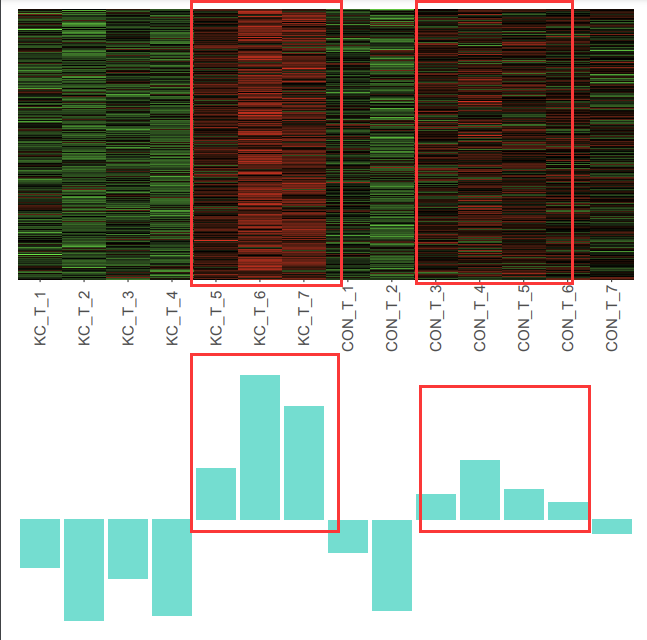 KC_T_1
KC_T_2
KC_T_3
KC_T_4
KC_T_5
KC_T_6
KC_T_7
CON_T_1
CON_T_2
CON_T_3
CON_T_4
CON_T_5
CON_T_6
CON_T_7